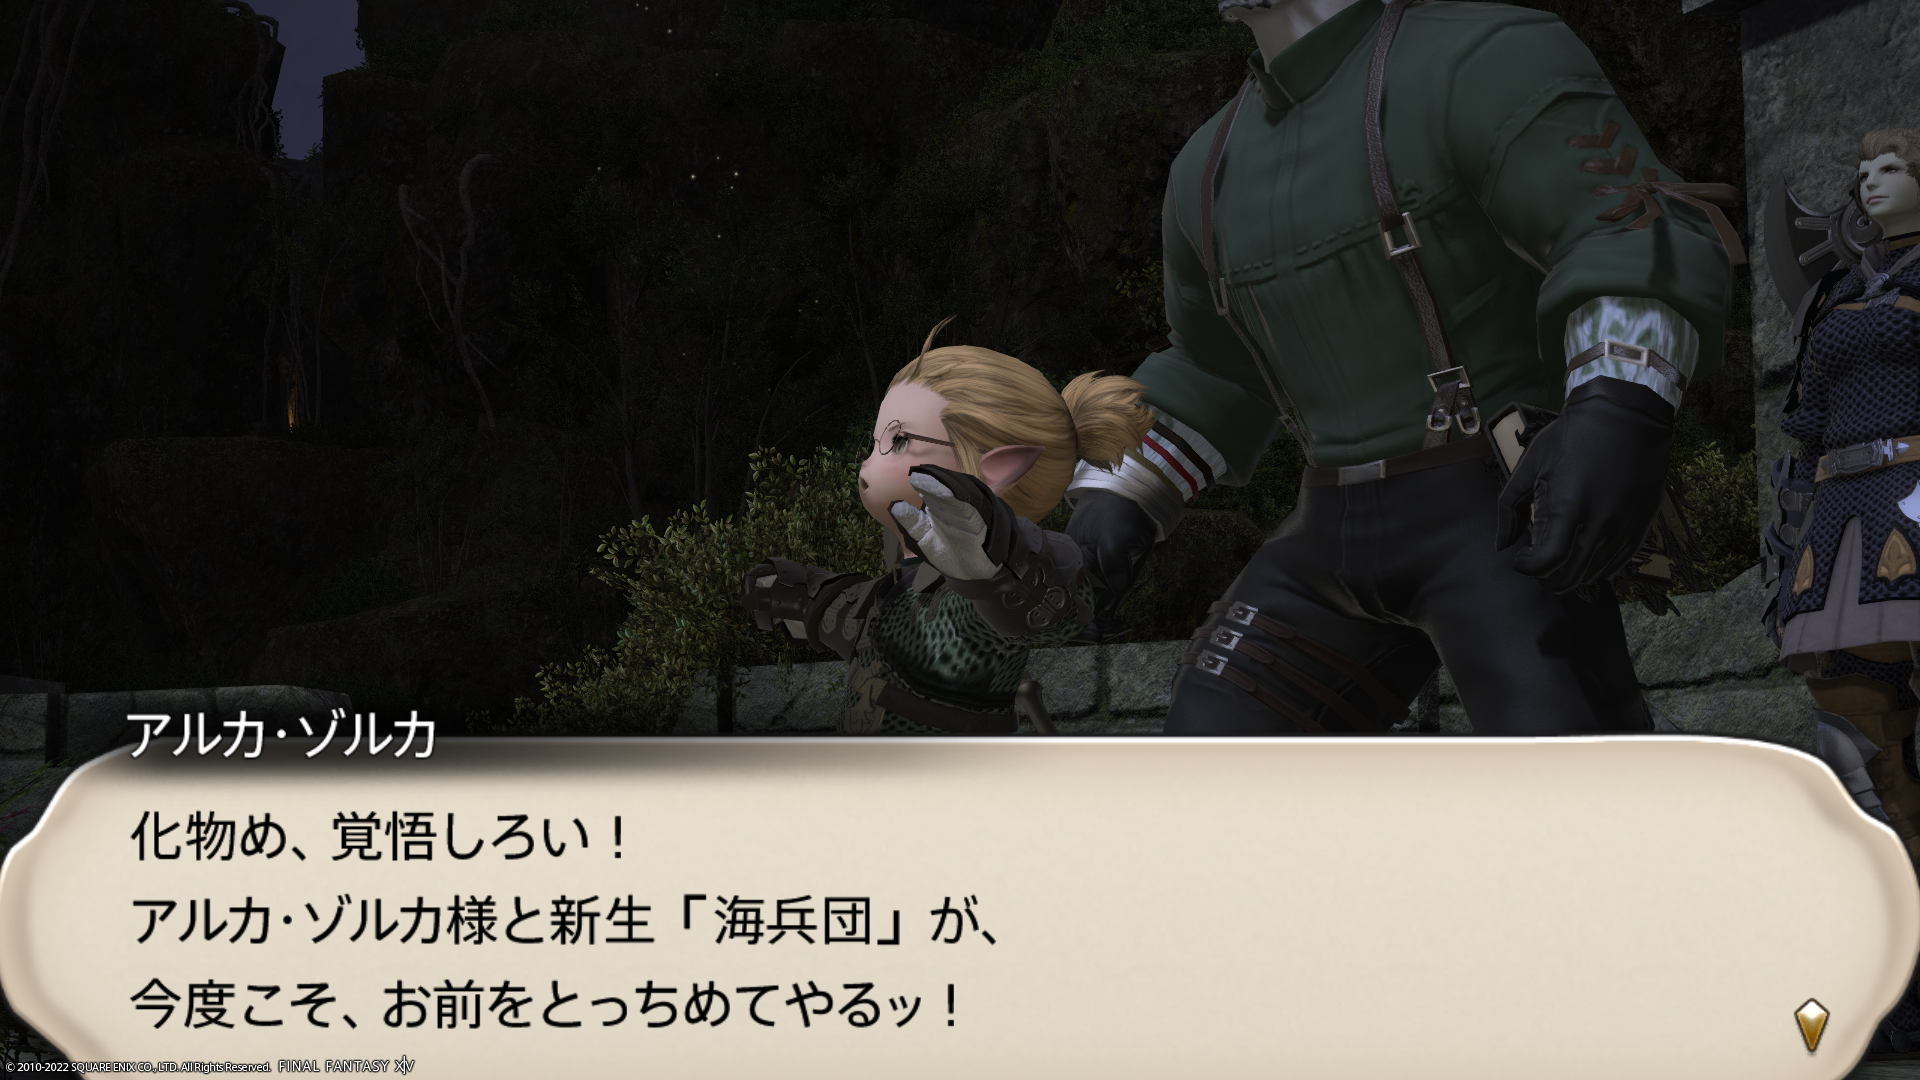 アルカ・ゾルカ
化物め、覚悟しろい！
アルカ・ゾルカ様と新生「海兵団」が、
今度こそ、お前をとっちめてやるッ！
© 2010-2022 SQUARE ENIX CO., LTD. All Rights Reserved. FINAL FANTASY XIV